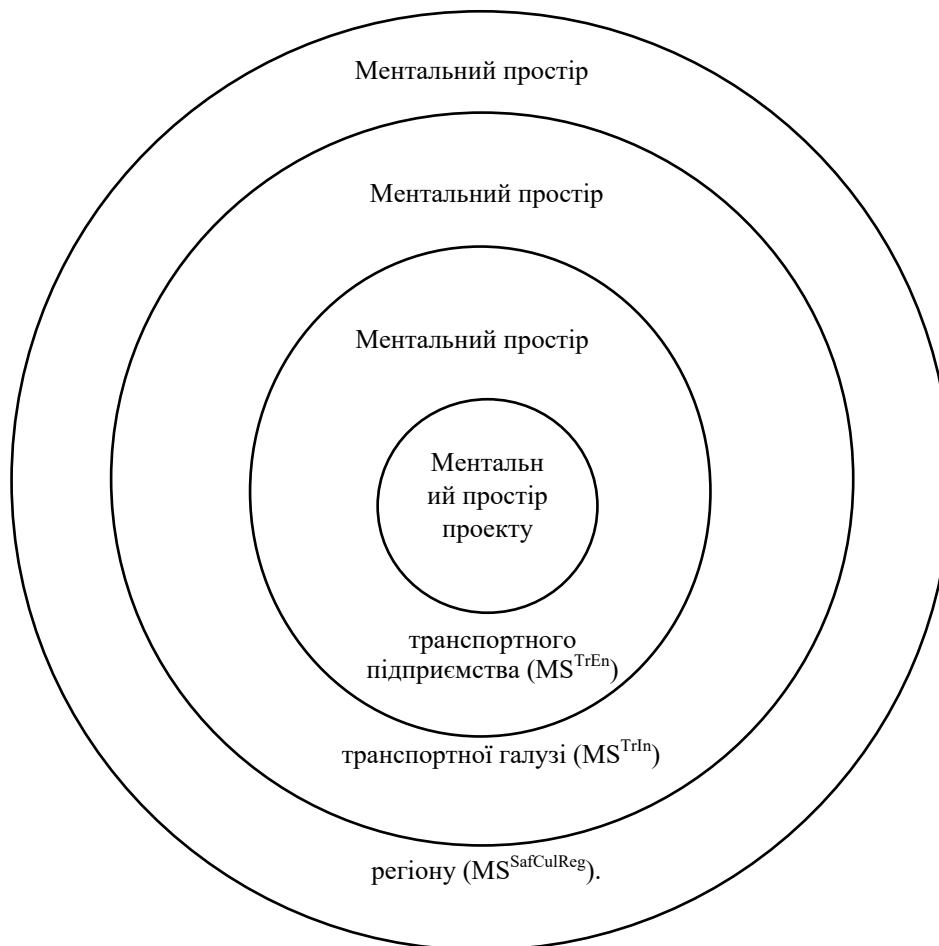 Ментальний простір
Ментальний простір
Ментальний простір
Ментальн
ий простір
проекту
транспортного
підприємства (MS^TrEn)
транспортної галузі (MS^TrIn)
регіону (MS^SafCulReg).